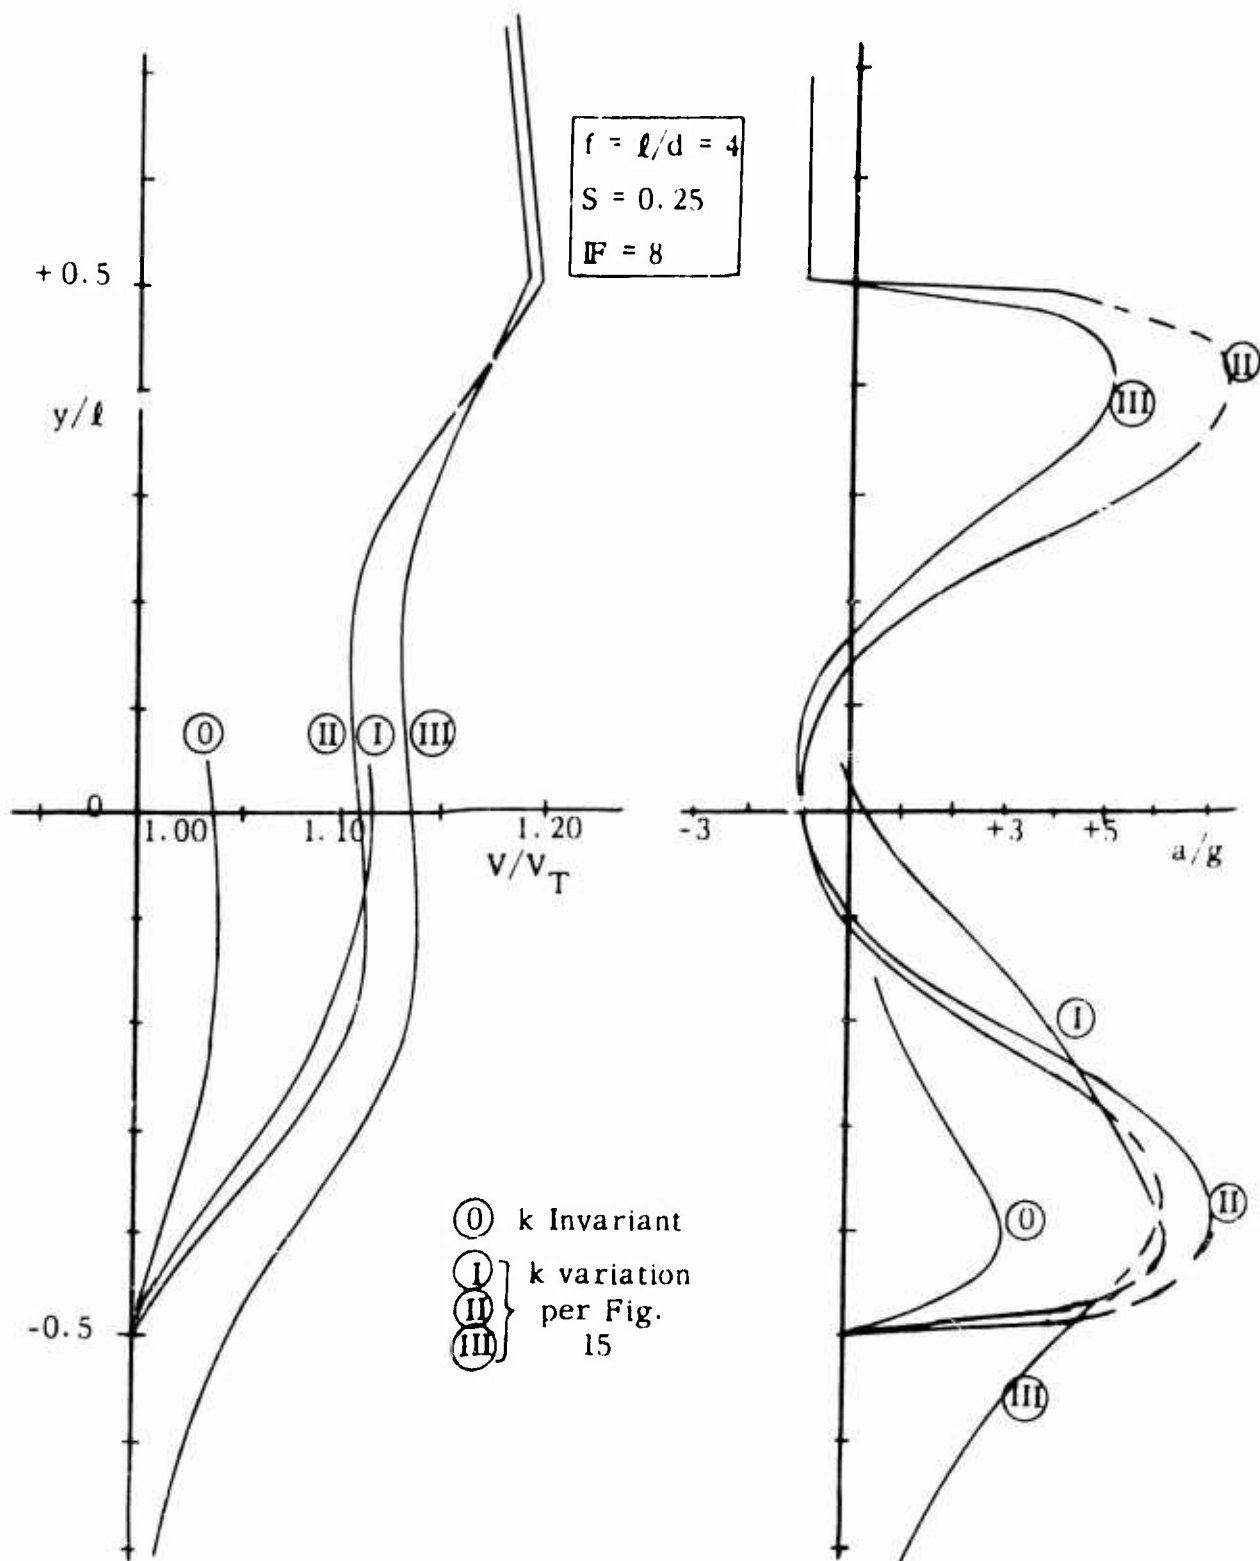 f = ℓ/d = 4
S = 0.25
IF = 8
+ 0.5
y/ℓ
II
III
0
II
I
III
0
1.00
1.10
1.20
V/V_T
-3
+3
+5
a/g
I
0
II
0 k Invariant
I
II
III
k variation
per Fig.
15
-0.5
III